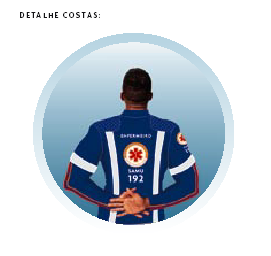 DETALHE COSTAS:
ENFERMEIRO
SAMU
192